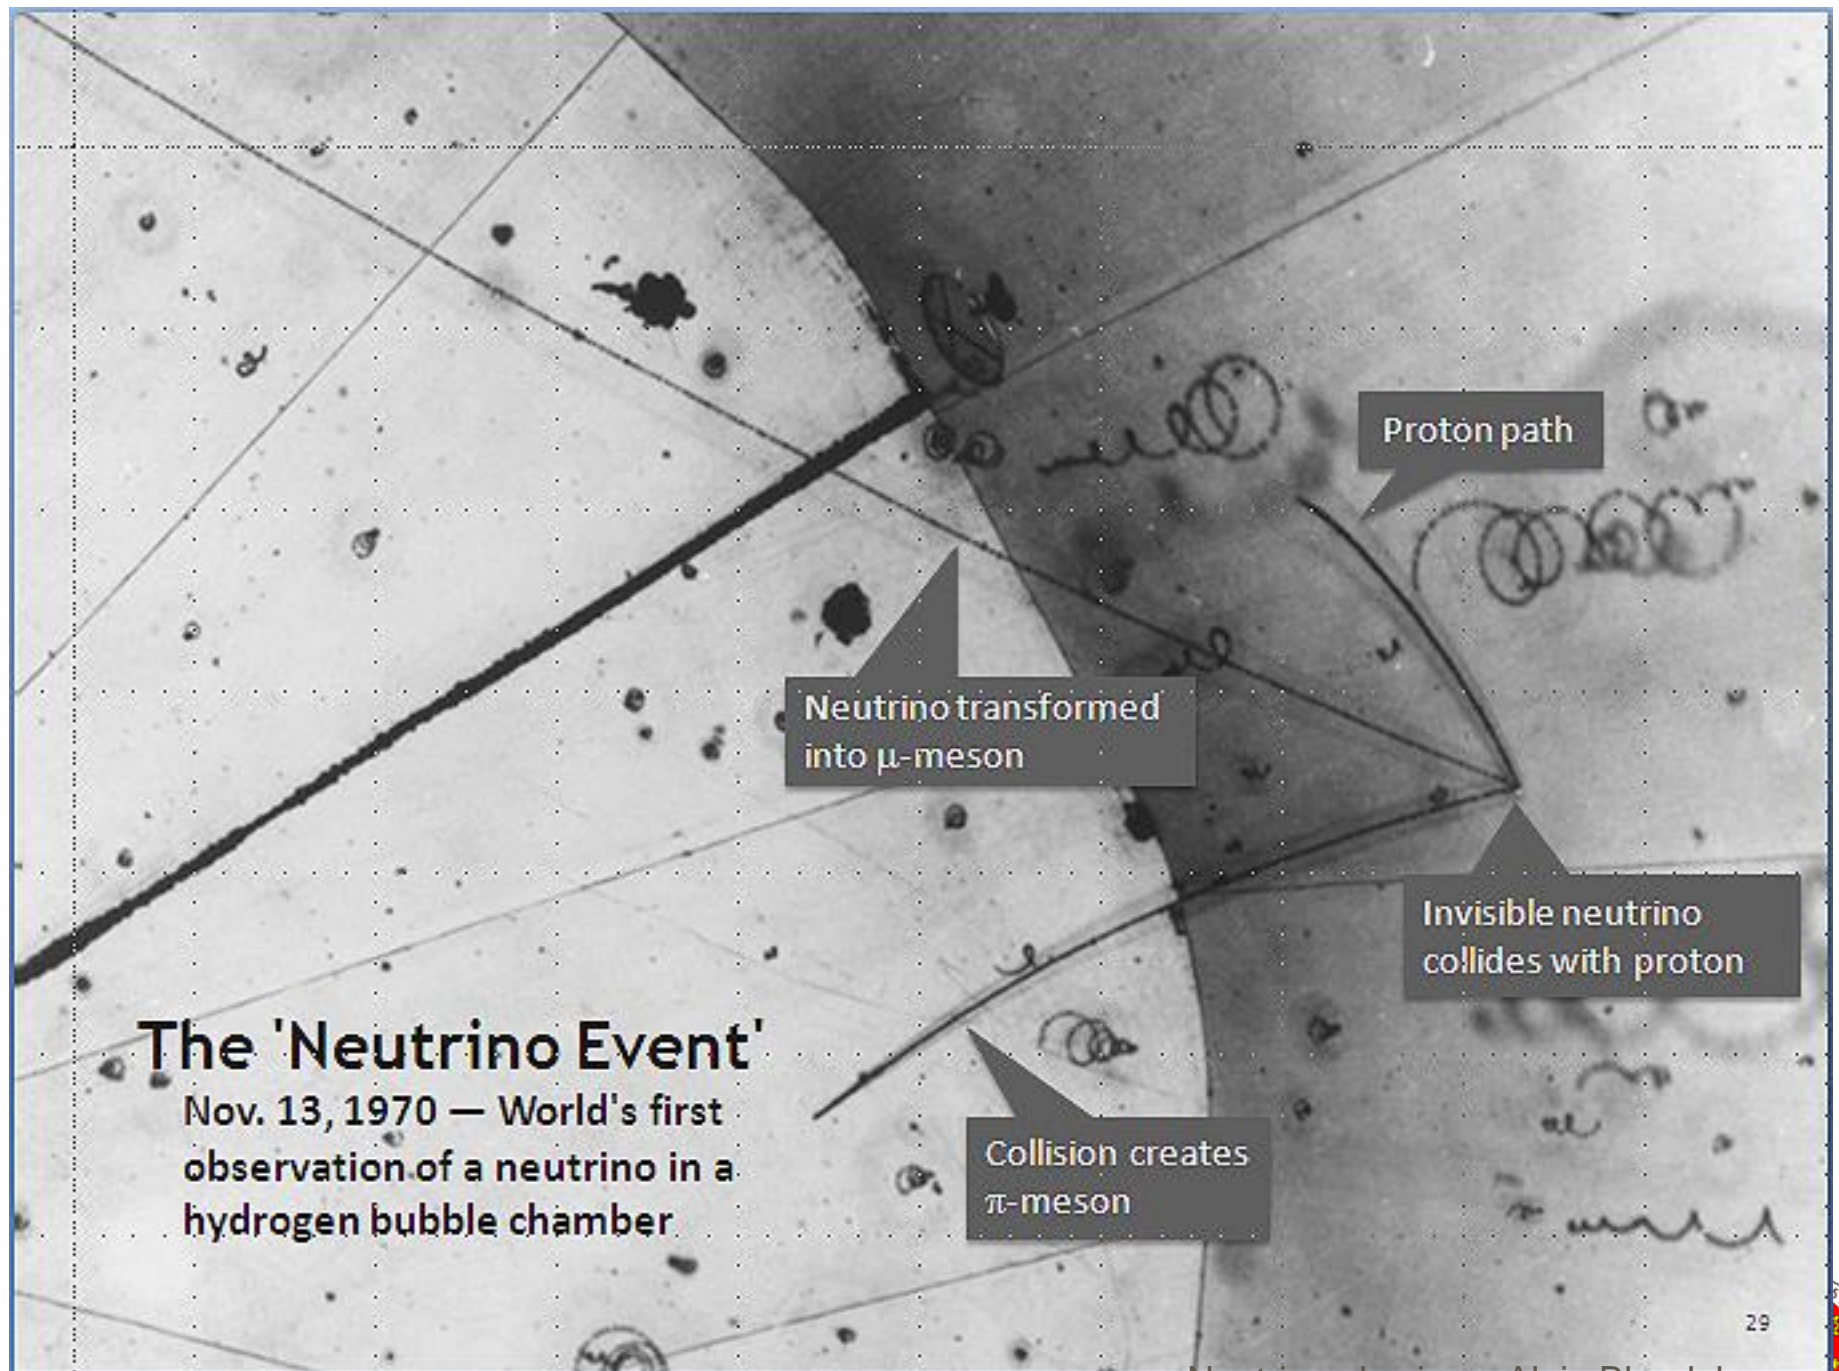 Proton path
Neutrino transformed
into μ-meson
Invisible neutrino
collides with proton
The 'Neutrino Event'
Nov. 13, 1970 — World's first
observation of a neutrino in a
hydrogen bubble chamber
Collision creates
π-meson
29